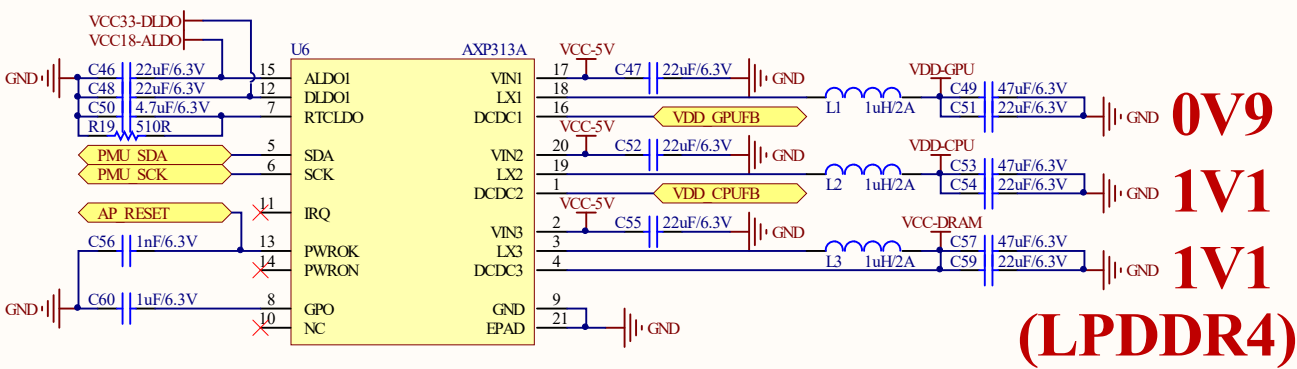 VCC33-DLDO
VCC18-ALDO
U6 AXP313A
GND C46 22uF/6.3V 15 ALDO1
C48 22uF/6.3V 12 DLDO1
C50 4.7uF/6.3V 7 RTCLDO
R19 510R
PMU_SDA 5 SDA
PMU_SCK 6 SCK
11 IRQ
AP_RESET
C56 1nF/6.3V 13 PWROK
14 PWRON
GND C60 1uF/6.3V 8 GPO
10 NC
VCC-5V
VIN1 17 C47 22uF/6.3V GND
LX1 18 L1 1uH/2A
VDD-GPU
C49 47uF/6.3V
C51 22uF/6.3V GND 0V9
DCDC1 16 VDD_GPUFB
VCC-5V
VIN2 20 C52 22uF/6.3V GND
LX2 19 L2 1uH/2A
VDD-CPU
C53 47uF/6.3V
C54 22uF/6.3V GND 1V1
DCDC2 1 VDD_CPUFB
VCC-5V
VIN3 2 C55 22uF/6.3V GND
LX3 3 L3 1uH/2A
VCC-DRAM
C57 47uF/6.3V
C59 22uF/6.3V GND 1V1
DCDC3 4
GND 9
EPAD 21 GND
(LPDDR4)